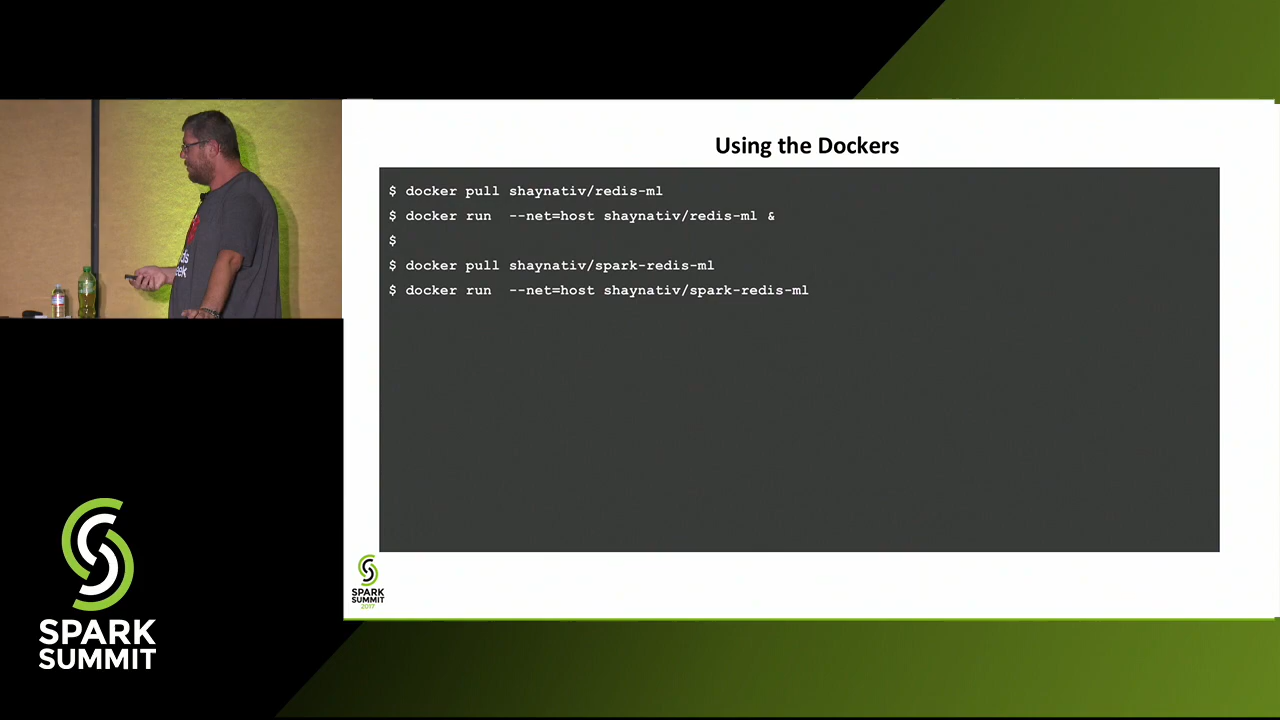 Using the Dockers
$ docker pull shaynativ/redis-ml
$ docker run --net=host shaynativ/redis-ml &
$
$ docker pull shaynativ/spark-redis-ml
$ docker run --net=host shaynativ/spark-redis-ml
SPARK
SUMMIT
2017
SPARK
SUMMIT